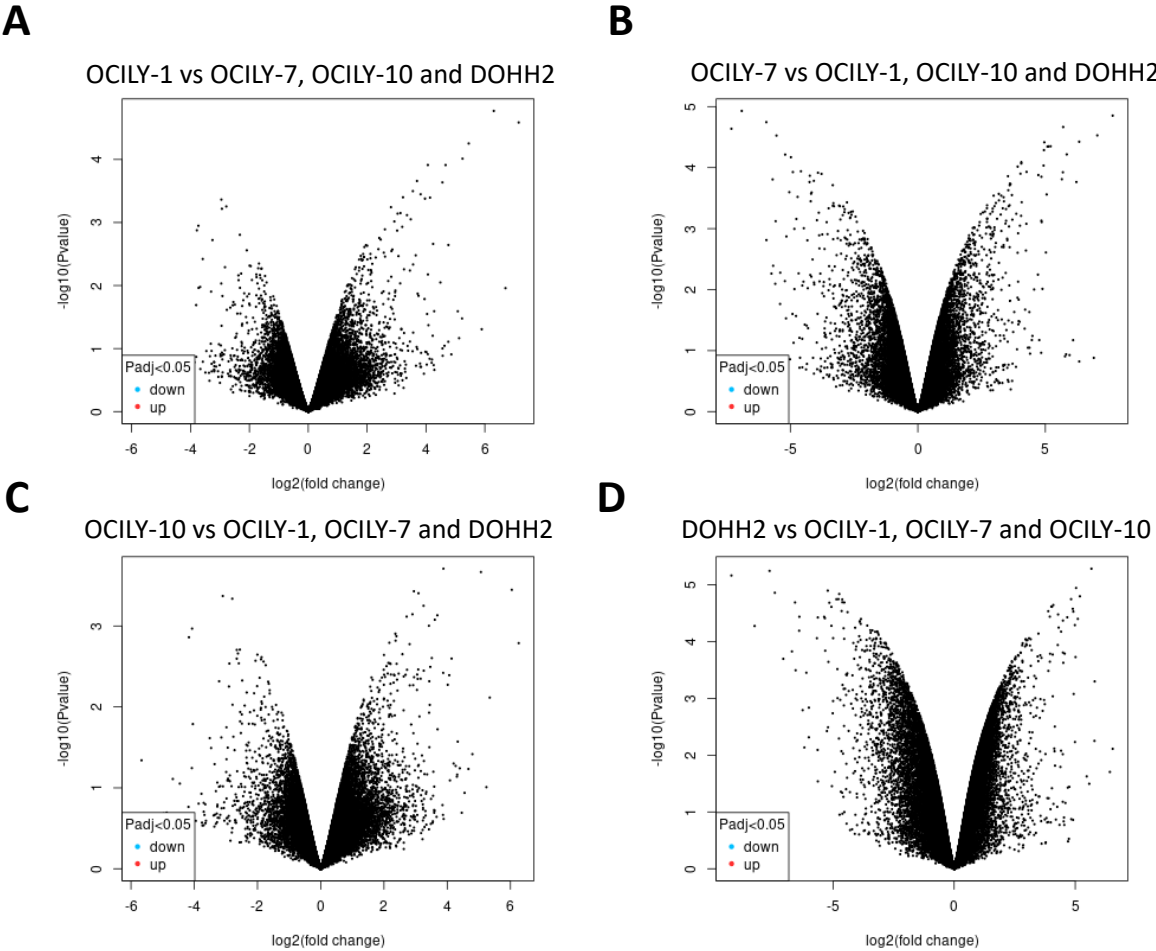 A
OCILY-1 vs OCILY-7, OCILY-10 and DOHH2
-log10(Pvalue)
4
3
2
1
0
Padj<0.05
down
up
-6 -4 -2 0 2 4 6
log2(fold change)
B
OCILY-7 vs OCILY-1, OCILY-10 and DOHH2
-log10(Pvalue)
5
4
3
2
1
0
Padj<0.05
down
up
-5 0 5
log2(fold change)
C
OCILY-10 vs OCILY-1, OCILY-7 and DOHH2
-log10(Pvalue)
3
2
1
0
Padj<0.05
down
up
-6 -4 -2 0 2 4 6
log2(fold change)
D
DOHH2 vs OCILY-1, OCILY-7 and OCILY-10
-log10(Pvalue)
5
4
3
2
1
0
Padj<0.05
down
up
-5 0 5
log2(fold change)